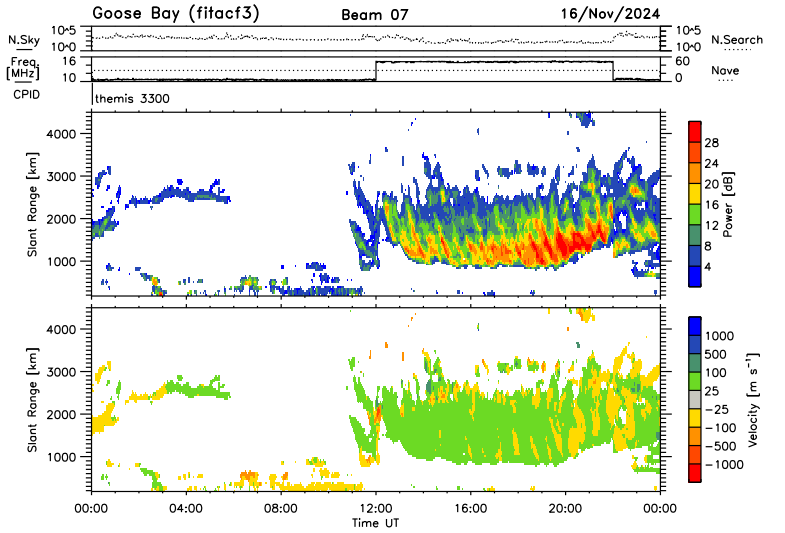 Goose Bay (fitacf3) Beam 07 16/Nov/2024
N.Sky 10^5 10^0 10^5 10^0 N.Search
Freq. [MHz] 16 10 60 0 Nave
CPID themis 3300
Slant Range [km] 4000 3000 2000 1000
Power [dB] 28 24 20 16 12 8 4
Slant Range [km] 4000 3000 2000 1000
Velocity [m s⁻¹] 1000 500 100 25 −25 −100 −500 −1000
00:00 04:00 08:00 12:00 16:00 20:00 00:00
Time UT